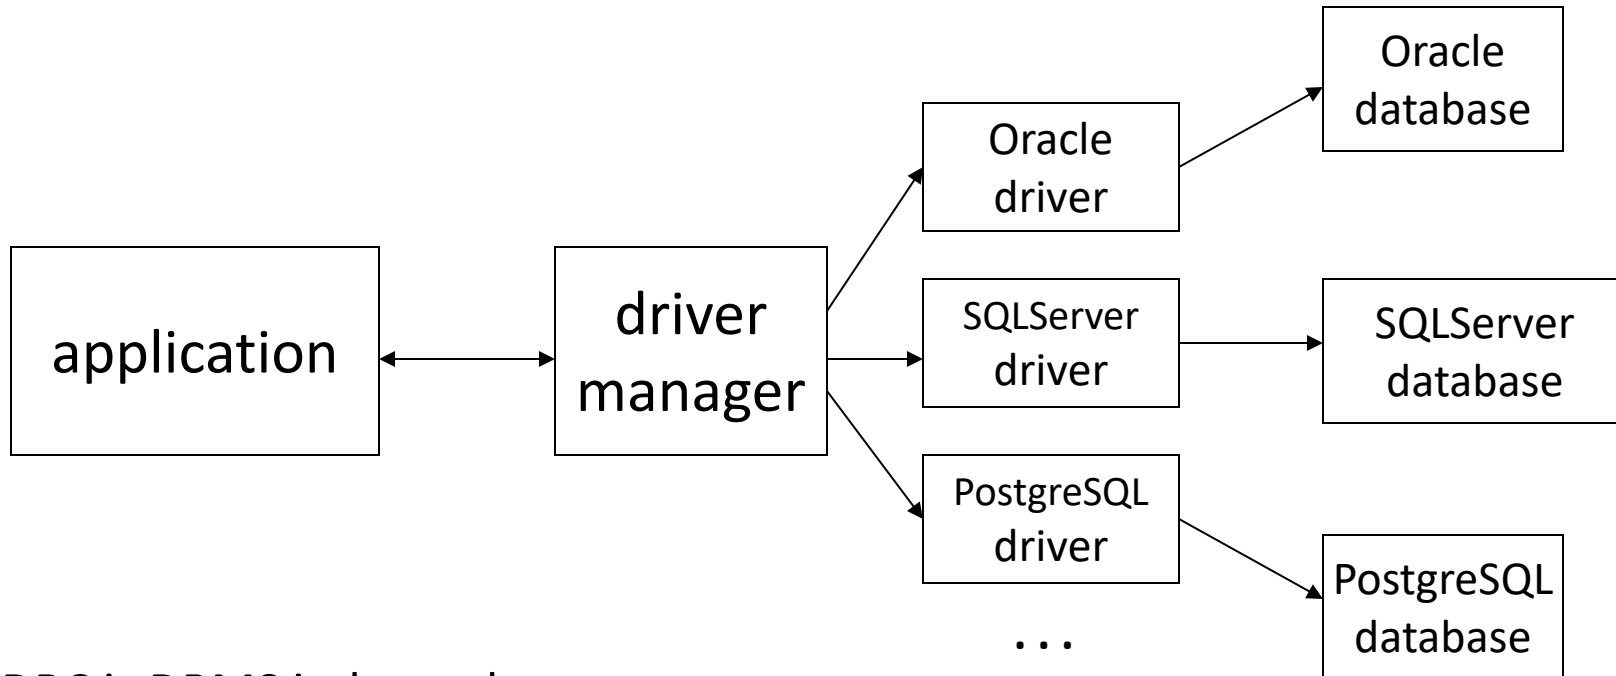 Oracle
database
Oracle
driver
application
driver
manager
SQLServer
driver
SQLServer
database
PostgreSQL
driver
PostgreSQL
database
...